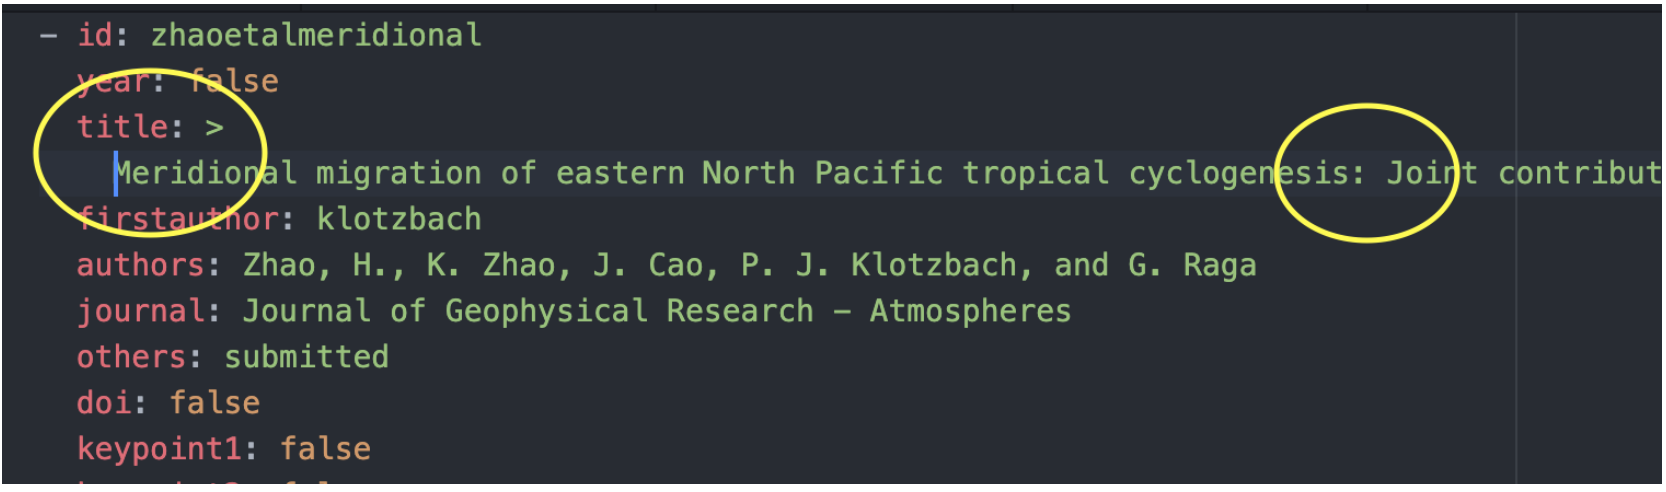 - id: zhaoetalmeridional
year: false
title: >
Meridional migration of eastern North Pacific tropical cyclogenesis: Joint contribut
firstauthor: klotzbach
authors: Zhao, H., K. Zhao, J. Cao, P. J. Klotzbach, and G. Raga
journal: Journal of Geophysical Research - Atmospheres
others: submitted
doi: false
keypoint1: false